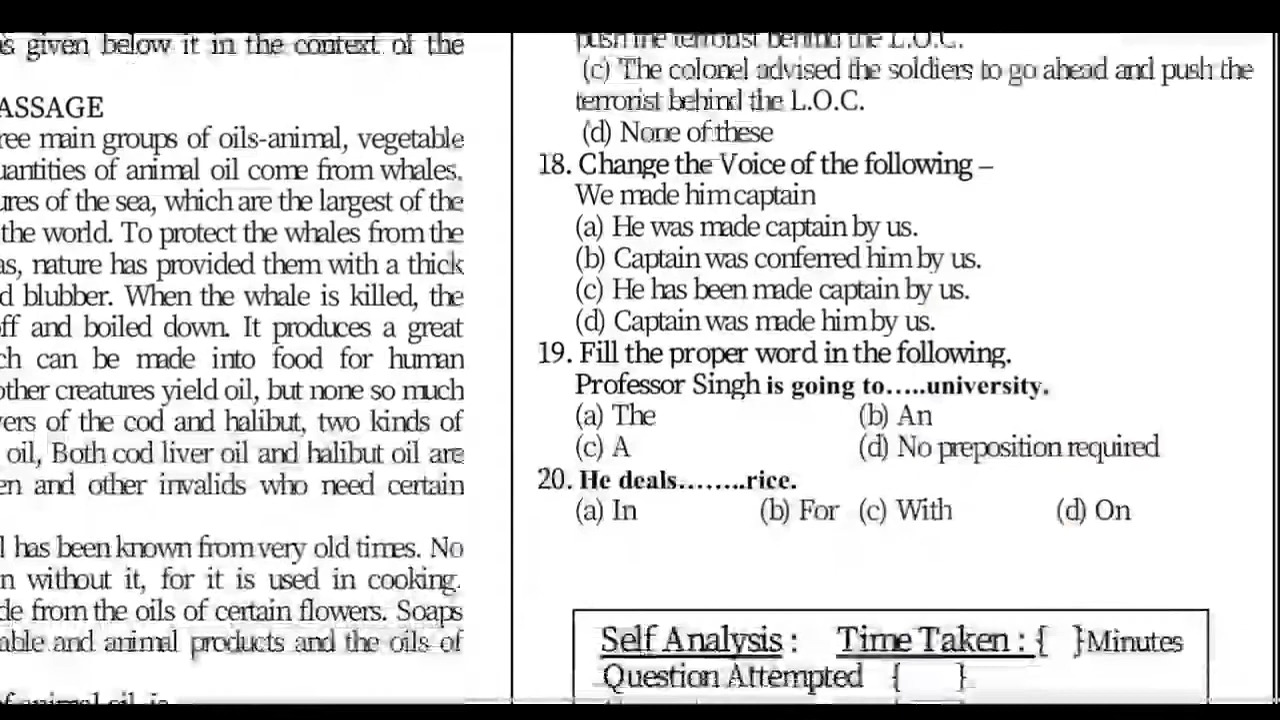 s given below it in the context of the
ASSAGE
ree main groups of oils-animal, vegetable
uantities of animal oil come from whales.
ures of the sea, which are the largest of the
the world. To protect the whales from the
as, nature has provided them with a thick
d blubber. When the whale is killed, the
ff and boiled down. It produces a great
ch can be made into food for human
other creatures yield oil, but none so much
vers of the cod and halibut, two kinds of
oil, Both cod liver oil and halibut oil are
en and other invalids who need certain
l has been known from very old times. No
n without it, for it is used in cooking.
de from the oils of certain flowers. Soaps
able and animal products and the oils of
of animal oil is
push the terrorist behind the L.O.C.
(c) The colonel advised the soldiers to go ahead and push the
terrorist behind the L.O.C.
(d) None of these
18. Change the Voice of the following –
We made him captain
(a) He was made captain by us.
(b) Captain was conferred him by us.
(c) He has been made captain by us.
(d) Captain was made him by us.
19. Fill the proper word in the following.
Professor Singh is going to.....university.
(a) The (b) An
(c) A (d) No preposition required
20. He deals........rice.
(a) In (b) For (c) With (d) On
Self Analysis : Time Taken : { }Minutes
Question Attempted { }